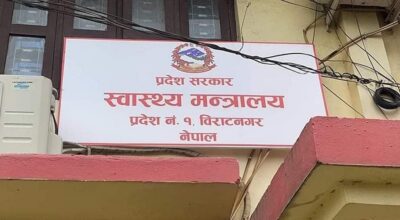 प्रदेश सरकार
स्वास्थ्य मन्त्रालय
प्रदेश नं. १, विराटनगर
नेपाल